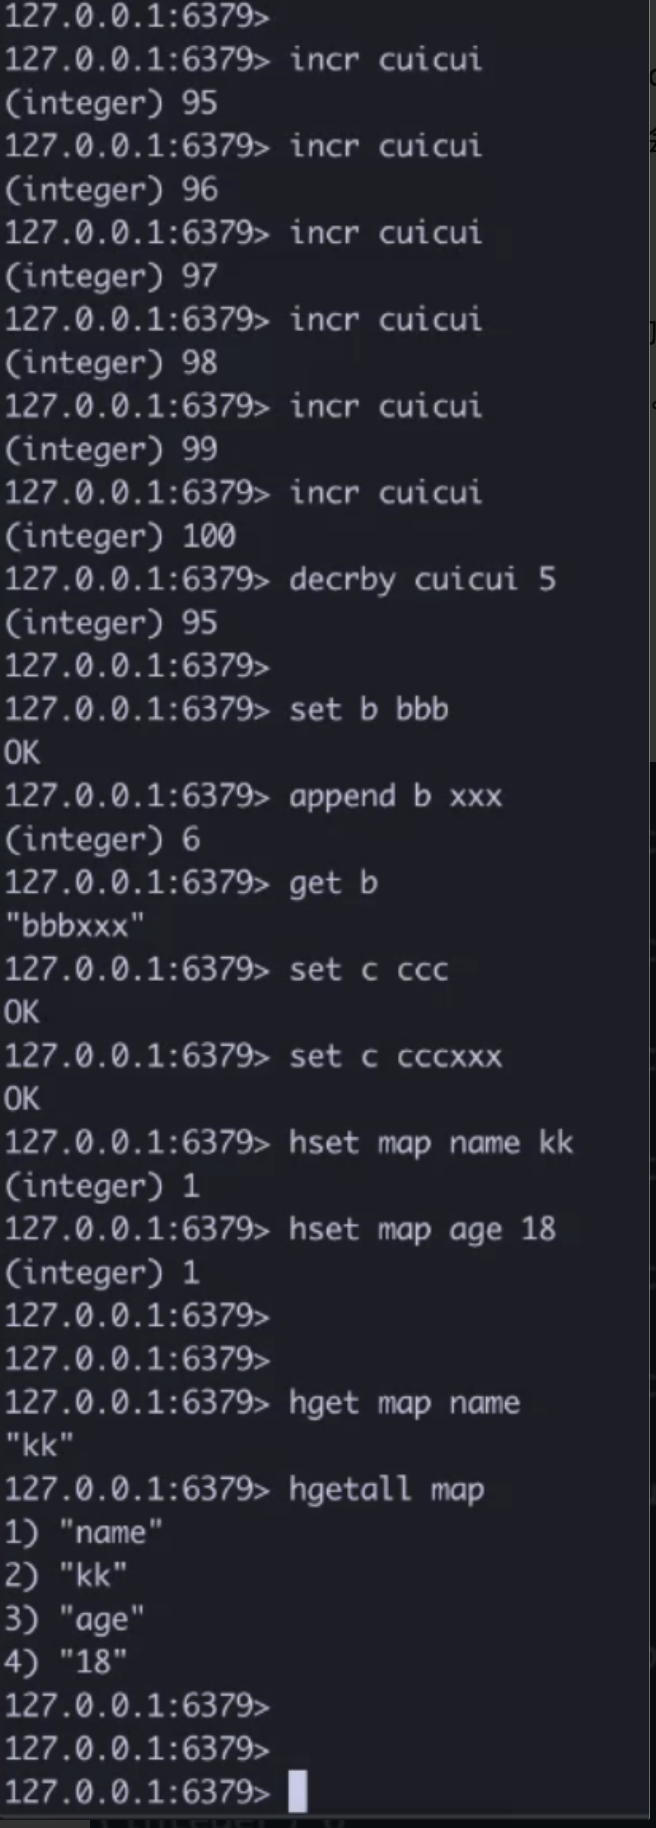 127.0.0.1:6379>
127.0.0.1:6379> incr cuicui
(integer) 95
127.0.0.1:6379> incr cuicui
(integer) 96
127.0.0.1:6379> incr cuicui
(integer) 97
127.0.0.1:6379> incr cuicui
(integer) 98
127.0.0.1:6379> incr cuicui
(integer) 99
127.0.0.1:6379> incr cuicui
(integer) 100
127.0.0.1:6379> decrby cuicui 5
(integer) 95
127.0.0.1:6379>
127.0.0.1:6379> set b bbb
OK
127.0.0.1:6379> append b xxx
(integer) 6
127.0.0.1:6379> get b
"bbbxxx"
127.0.0.1:6379> set c ccc
OK
127.0.0.1:6379> set c cccxxx
OK
127.0.0.1:6379> hset map name kk
(integer) 1
127.0.0.1:6379> hset map age 18
(integer) 1
127.0.0.1:6379>
127.0.0.1:6379>
127.0.0.1:6379> hget map name
"kk"
127.0.0.1:6379> hgetall map
1) "name"
2) "kk"
3) "age"
4) "18"
127.0.0.1:6379>
127.0.0.1:6379>
127.0.0.1:6379>